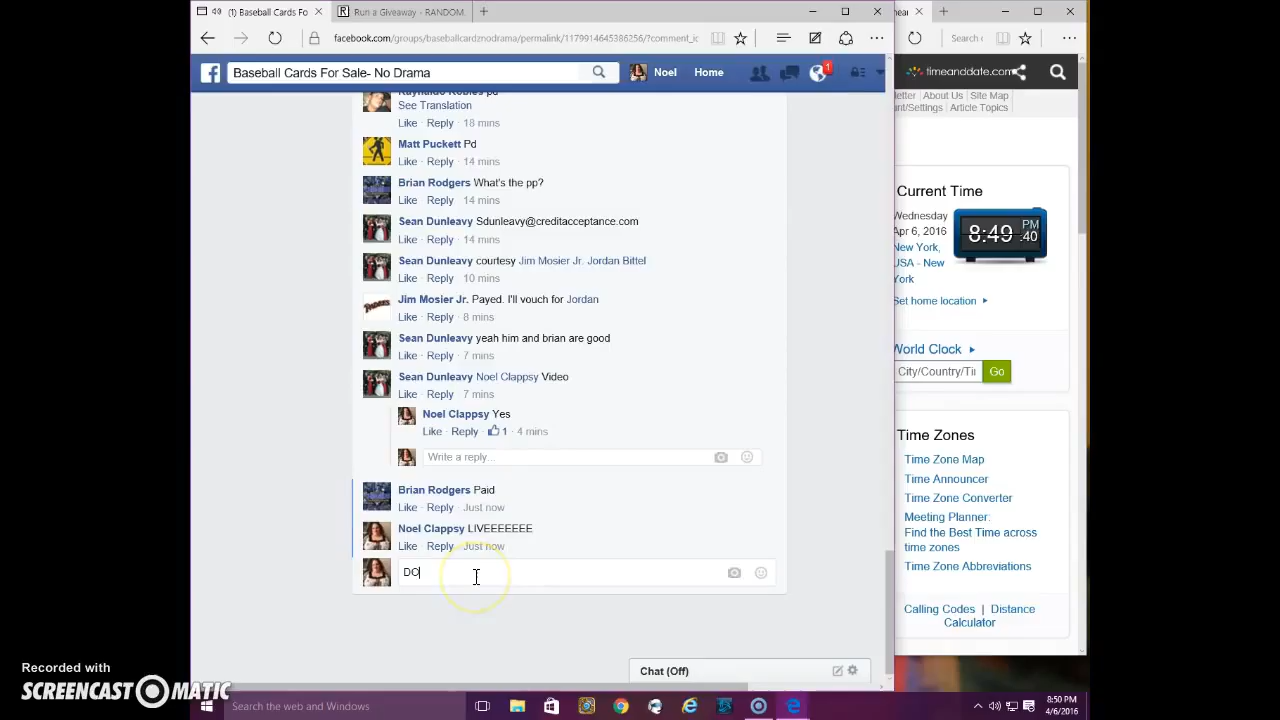 (1) Baseball Cards Fo
Run a Giveaway - RANDOM.
facebook.com/groups/baseballcardznodrama/permalink/1179914645386256/?comment_ic
Search (
Baseball Cards For Sale- No Drama
Noel
Home
1
timeanddate.com
About Us | Site Map
Article Topics
See Translation
Like · Reply · 18 mins
Matt Puckett Pd
Like · Reply · 14 mins
Brian Rodgers What's the pp?
Like · Reply · 14 mins
Sean Dunleavy Sdunleavy@creditacceptance.com
Like · Reply · 14 mins
Sean Dunleavy courtesy Jim Mosier Jr. Jordan Bittel
Like · Reply · 10 mins
Jim Mosier Jr. Payed. I'll vouch for Jordan
Like · Reply · 8 mins
Sean Dunleavy yeah him and brian are good
Like · Reply · 7 mins
Sean Dunleavy Noel Clappsy Video
Like · Reply · 7 mins
Noel Clappsy Yes
Like · Reply · 1 · 4 mins
Write a reply...
Brian Rodgers Paid
Like · Reply · Just now
Noel Clappsy LIVEEEEEEE
Like · Reply · Just now
DO
Chat (Off)
Current Time
Wednesday
Apr 6, 2016
New York,
USA - New
York
8:49 PM :40
Set home location
World Clock
City/Country/Ti
Go
Time Zones
Time Zone Map
Time Announcer
Time Zone Converter
Meeting Planner:
Find the Best Time across
time zones
Time Zone Abbreviations
Calling Codes | Distance
Calculator
Recorded with
SCREENCAST MATIC
Search the web and Windows
8:50 PM
4/6/2016